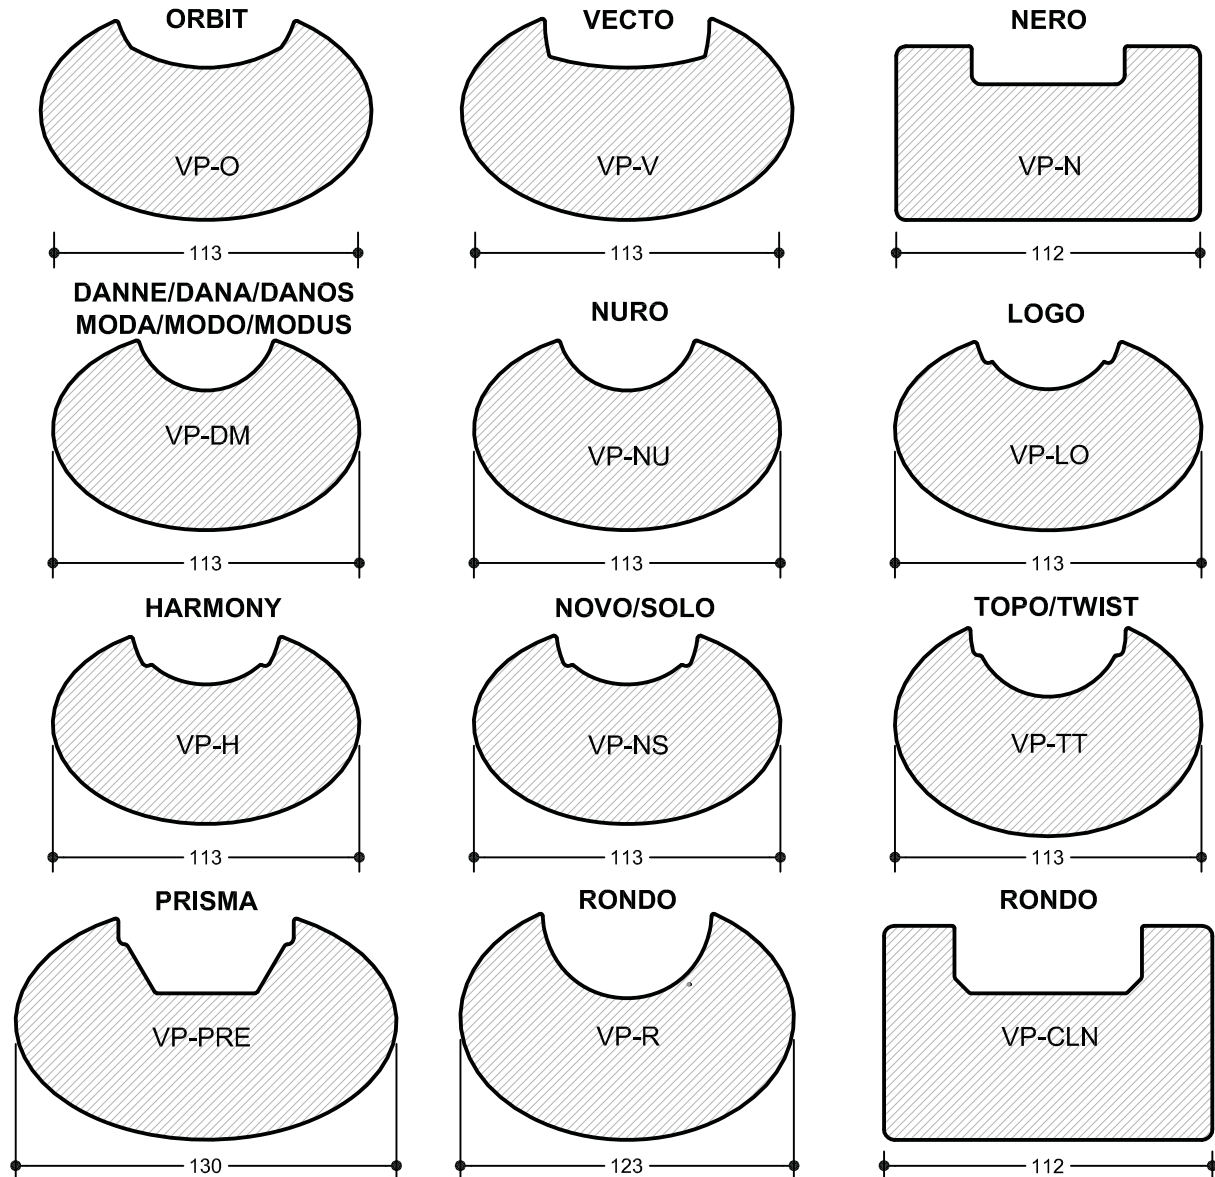 ORBIT
VECTO
NERO
VP-O
VP-V
VP-N
113
113
112
DANNE/DANA/DANOS
MODA/MODO/MODUS
NURO
LOGO
VP-DM
VP-NU
VP-LO
113
113
113
HARMONY
NOVO/SOLO
TOPO/TWIST
VP-H
VP-NS
VP-TT
113
113
113
PRISMA
RONDO
RONDO
VP-PRE
VP-R
VP-CLN
130
123
112